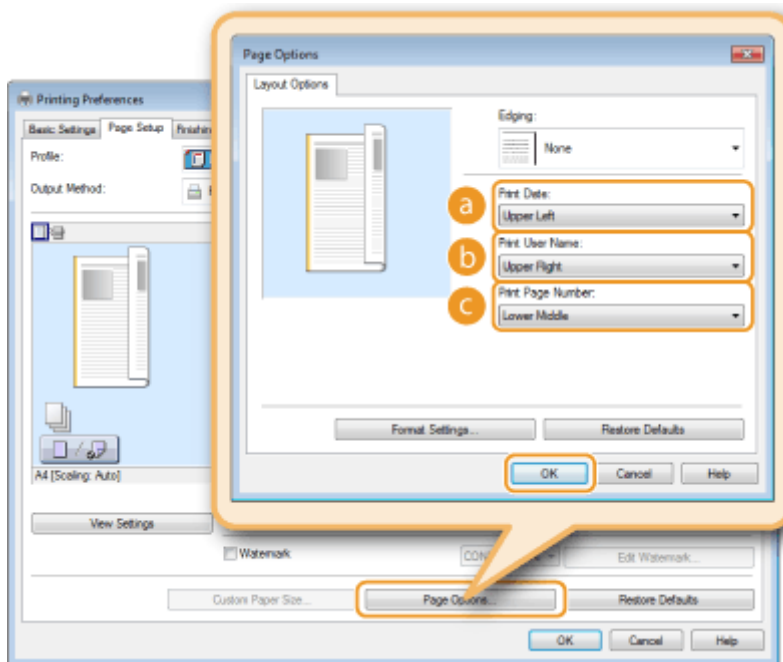 Page Options
Layout Options
Edging:
None
a
Print Date:
Upper Left
b
Print User Name:
Upper Right
c
Print Page Number:
Lower Middle
Format Settings...
Restore Defaults
OK
Cancel
Help
Printing Preferences
Basic Settings
Page Setup
Profile:
Output Method:
A4 [Scaling: Auto]
View Settings
Watermark
Edit Watermark...
Custom Paper Size...
Page Options...
Restore Defaults
OK
Cancel
Help